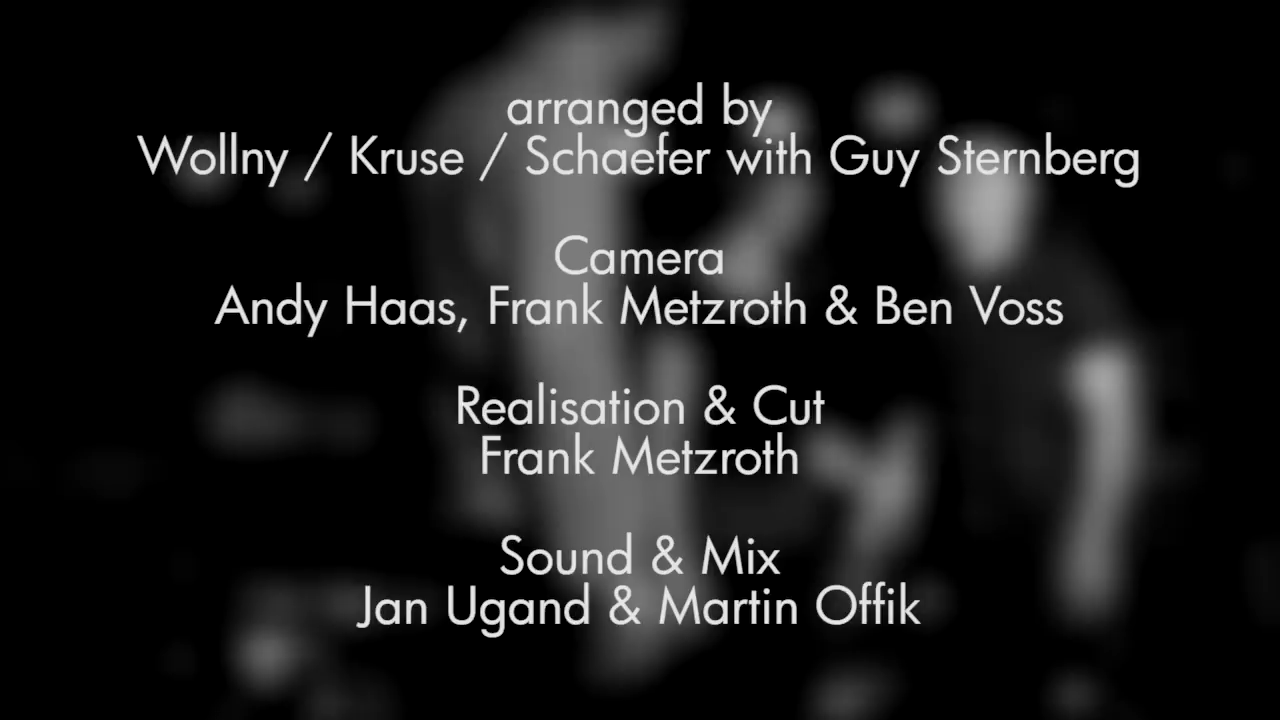 arranged by
Wollny / Kruse / Schaefer with Guy Sternberg
Camera
Andy Haas, Frank Metzroth & Ben Voss
Realisation & Cut
Frank Metzroth
Sound & Mix
Jan Ugand & Martin Offik